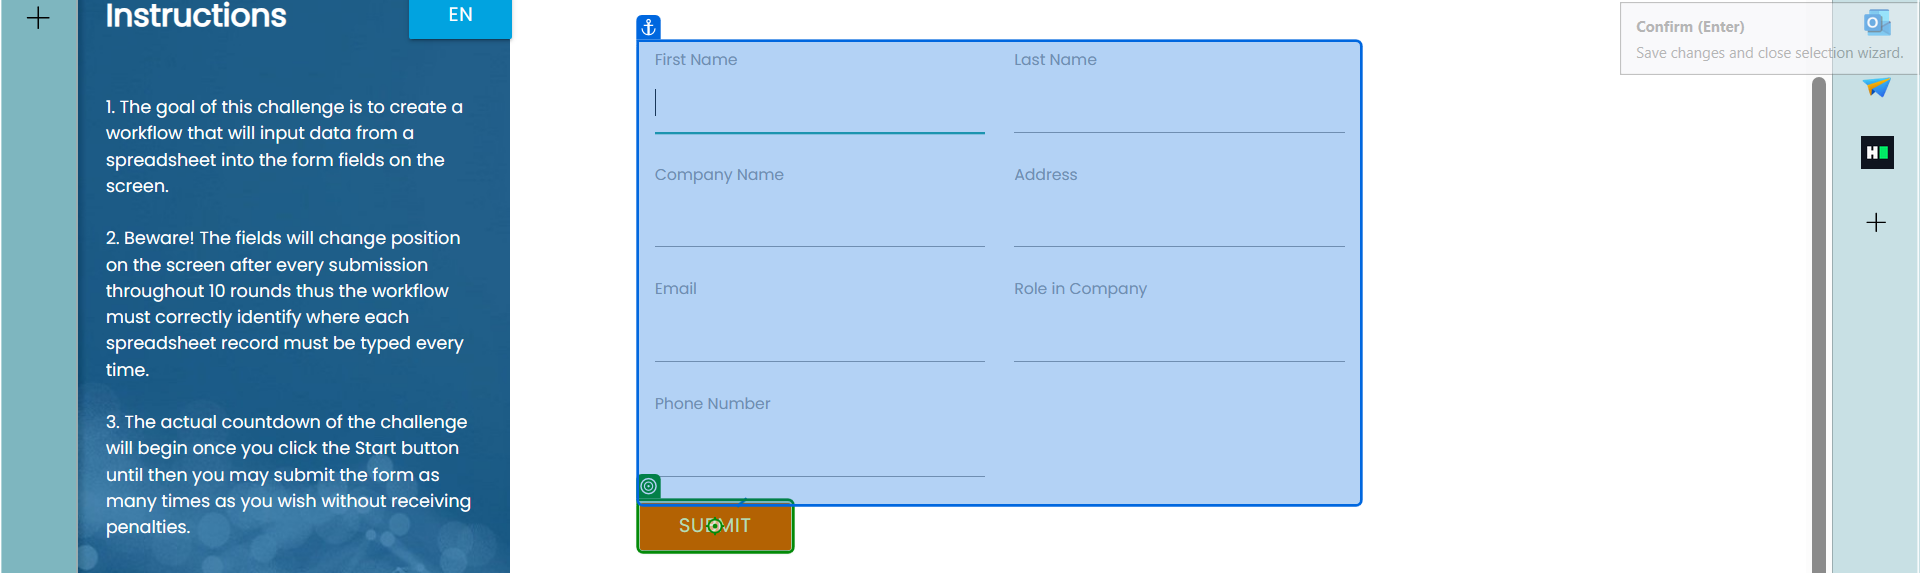 Instructions
EN
1. The goal of this challenge is to create a
workflow that will input data from a
spreadsheet into the form fields on the
screen.
2. Beware! The fields will change position
on the screen after every submission
throughout 10 rounds thus the workflow
must correctly identify where each
spreadsheet record must be typed every
time.
3. The actual countdown of the challenge
will begin once you click the Start button
until then you may submit the form as
many times as you wish without receiving
penalties.
First Name
Last Name
Company Name
Address
Email
Role in Company
Phone Number
SUBMIT
Confirm (Enter)
Save changes and close selection wizard.